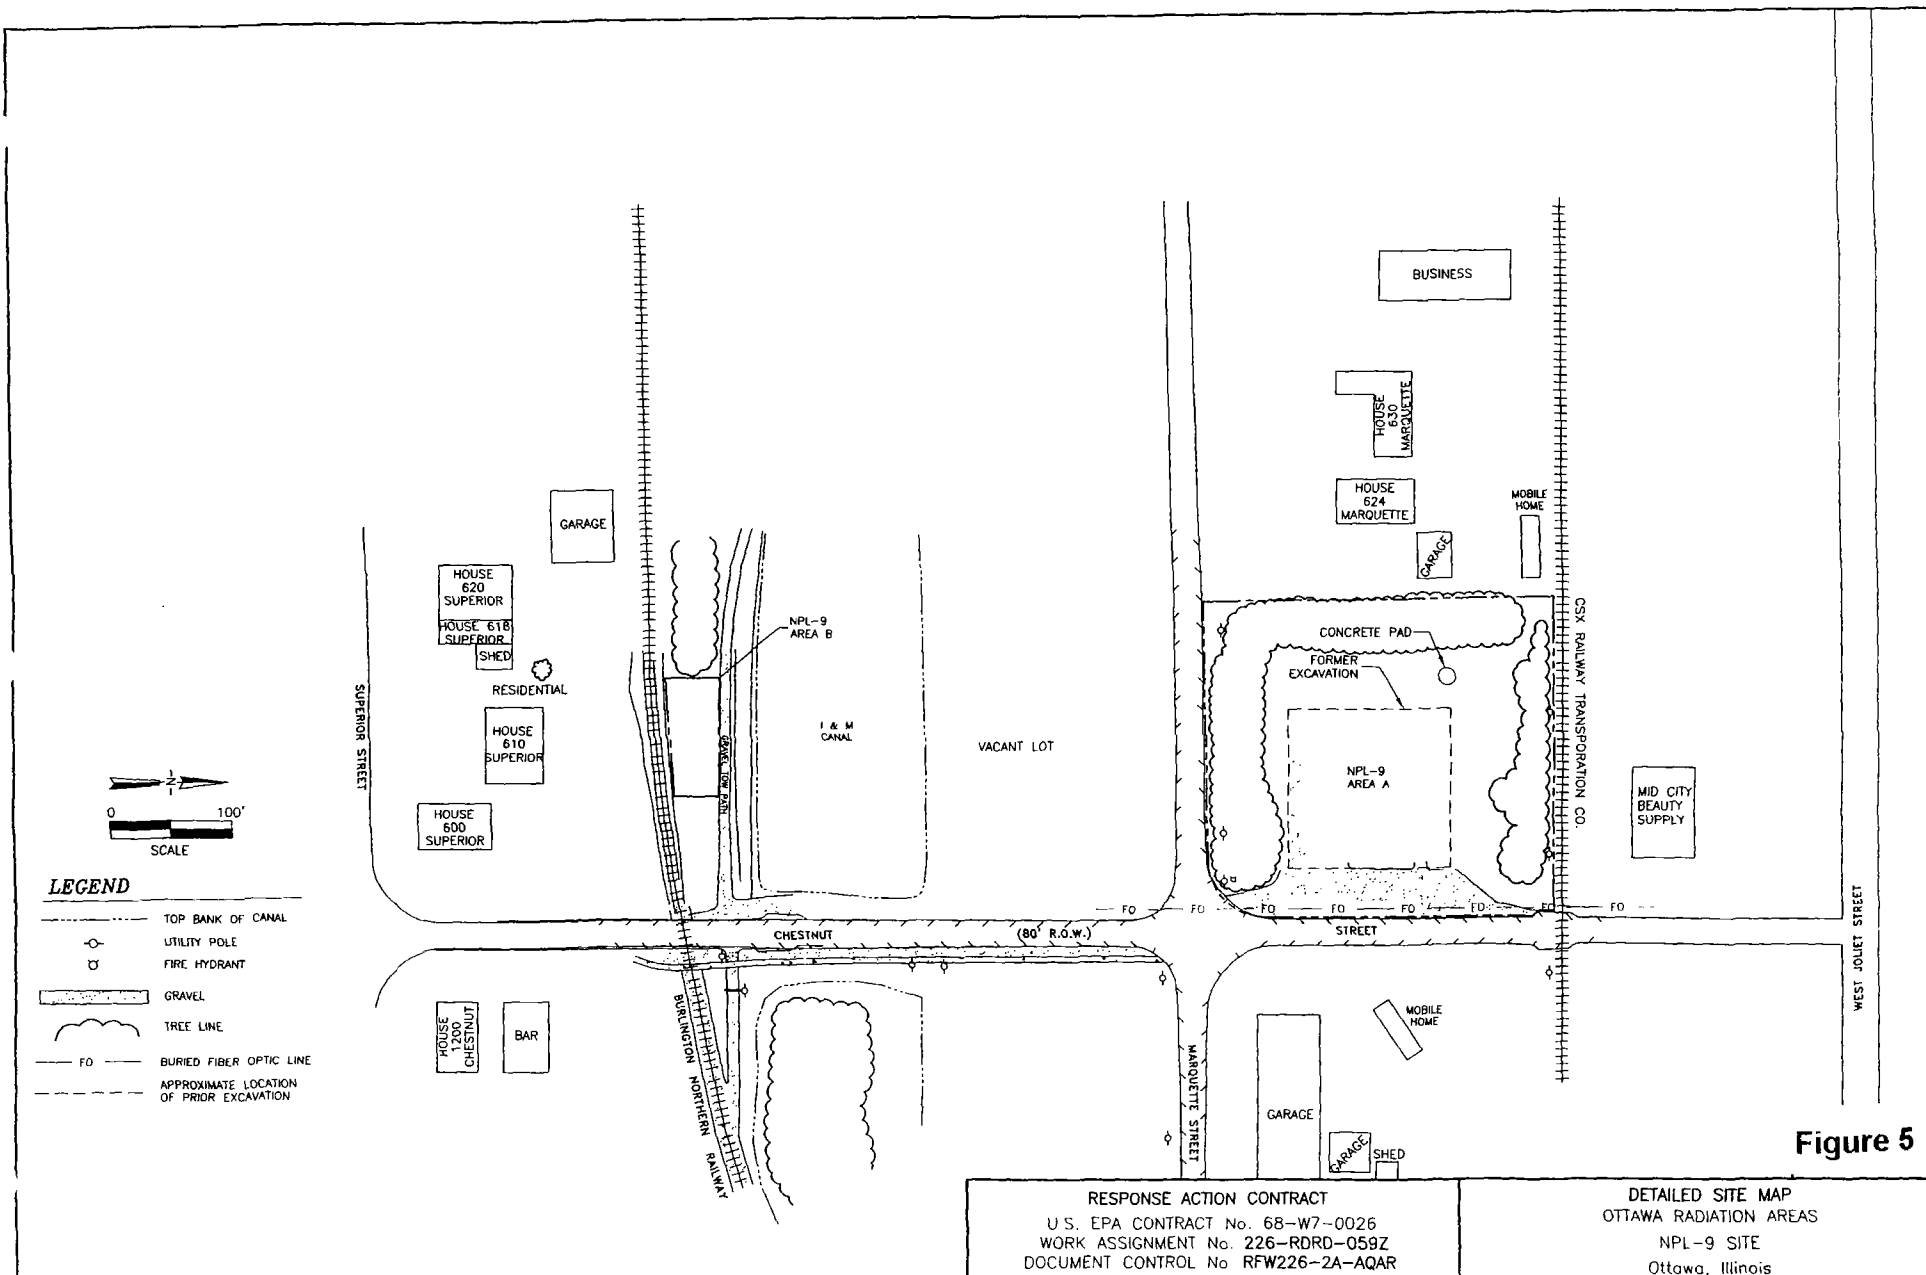 BUSINESS
HOUSE
630
MARQUETTE
HOUSE
624
MARQUETTE
MOBILE
HOME
GARAGE
GARAGE
HOUSE
620
SUPERIOR
HOUSE 618
SUPERIOR
SHED
RESIDENTIAL
HOUSE
610
SUPERIOR
HOUSE
600
SUPERIOR
SUPERIOR STREET
NPL-9
AREA B
GRAVEL TOW PATH
I & M
CANAL
VACANT LOT
CONCRETE PAD
FORMER
EXCAVATION
NPL-9
AREA A
CSX RAILWAY TRANSPORATION CO.
MID CITY
BEAUTY
SUPPLY
WEST JOLIET STREET
N
0 100'
SCALE
LEGEND
TOP BANK OF CANAL
UTILITY POLE
FIRE HYDRANT
GRAVEL
TREE LINE
FO BURIED FIBER OPTIC LINE
APPROXIMATE LOCATION
OF PRIOR EXCAVATION
FO FO FO FO FO FO FO FO
CHESTNUT (80' R.O.W.) STREET
HOUSE
1200
CHESTNUT
BAR
BURLINGTON NORTHERN RAILWAY
MARQUETTE STREET
MOBILE
HOME
GARAGE
GARAGE
SHED
Figure 5
RESPONSE ACTION CONTRACT
U.S. EPA CONTRACT No. 68-W7-0026
WORK ASSIGNMENT No. 226-RDRD-059Z
DOCUMENT CONTROL No RFW226-2A-AQAR
DETAILED SITE MAP
OTTAWA RADIATION AREAS
NPL-9 SITE
Ottawa, Illinois